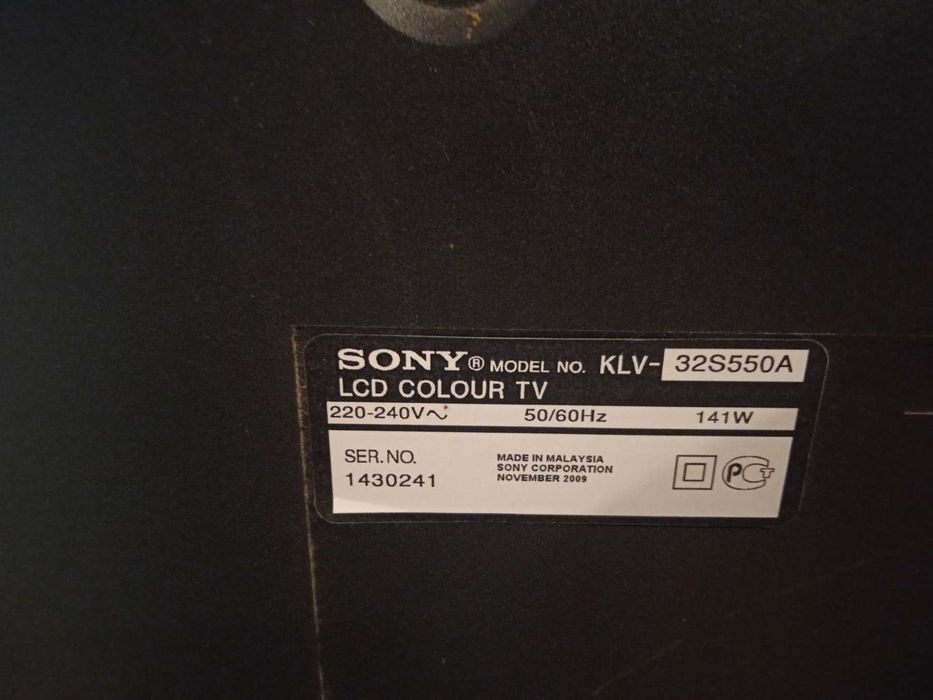 SONY® MODEL NO. KLV-32S550A
LCD COLOUR TV
220-240V~ 50/60Hz 141W
SER.NO.
1430241
MADE IN MALAYSIA
SONY CORPORATION
NOVEMBER 2009
PCT